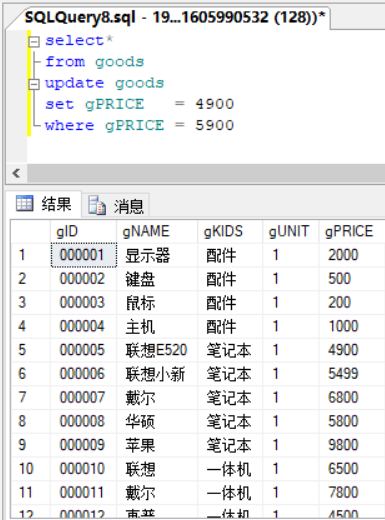 SQLQuery8.sql - 19...1605990532 (128))*
select*
from goods
update goods
set gPRICE   = 4900
where gPRICE = 5900
结果 消息
gID gNAME gKIDS gUNIT gPRICE
1 000001 显示器 配件 1 2000
2 000002 键盘 配件 1 500
3 000003 鼠标 配件 1 200
4 000004 主机 配件 1 1000
5 000005 联想E520 笔记本 1 4900
6 000006 联想小新 笔记本 1 5499
7 000007 戴尔 笔记本 1 6800
8 000008 华硕 笔记本 1 5800
9 000009 苹果 笔记本 1 9800
10 000010 联想 一体机 1 6500
11 000011 戴尔 一体机 1 7800
12 000012 惠普 一体机 1 4500